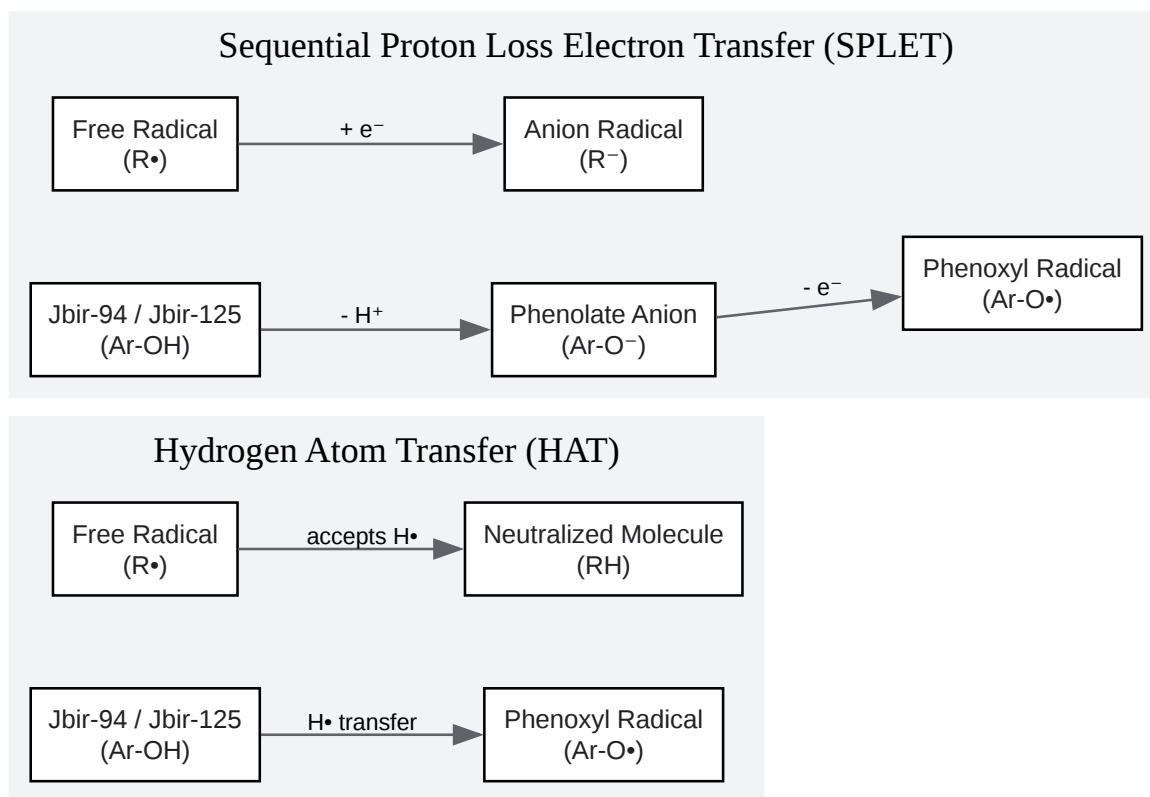 Sequential Proton Loss Electron Transfer (SPLET)
Free Radical
(R•)
+ e⁻
Anion Radical
(R⁻)
Jbir-94 / Jbir-125
(Ar-OH)
- H⁺
Phenolate Anion
(Ar-O⁻)
- e⁻
Phenoxyl Radical
(Ar-O•)
Hydrogen Atom Transfer (HAT)
Free Radical
(R•)
accepts H•
Neutralized Molecule
(RH)
Jbir-94 / Jbir-125
(Ar-OH)
H• transfer
Phenoxyl Radical
(Ar-O•)